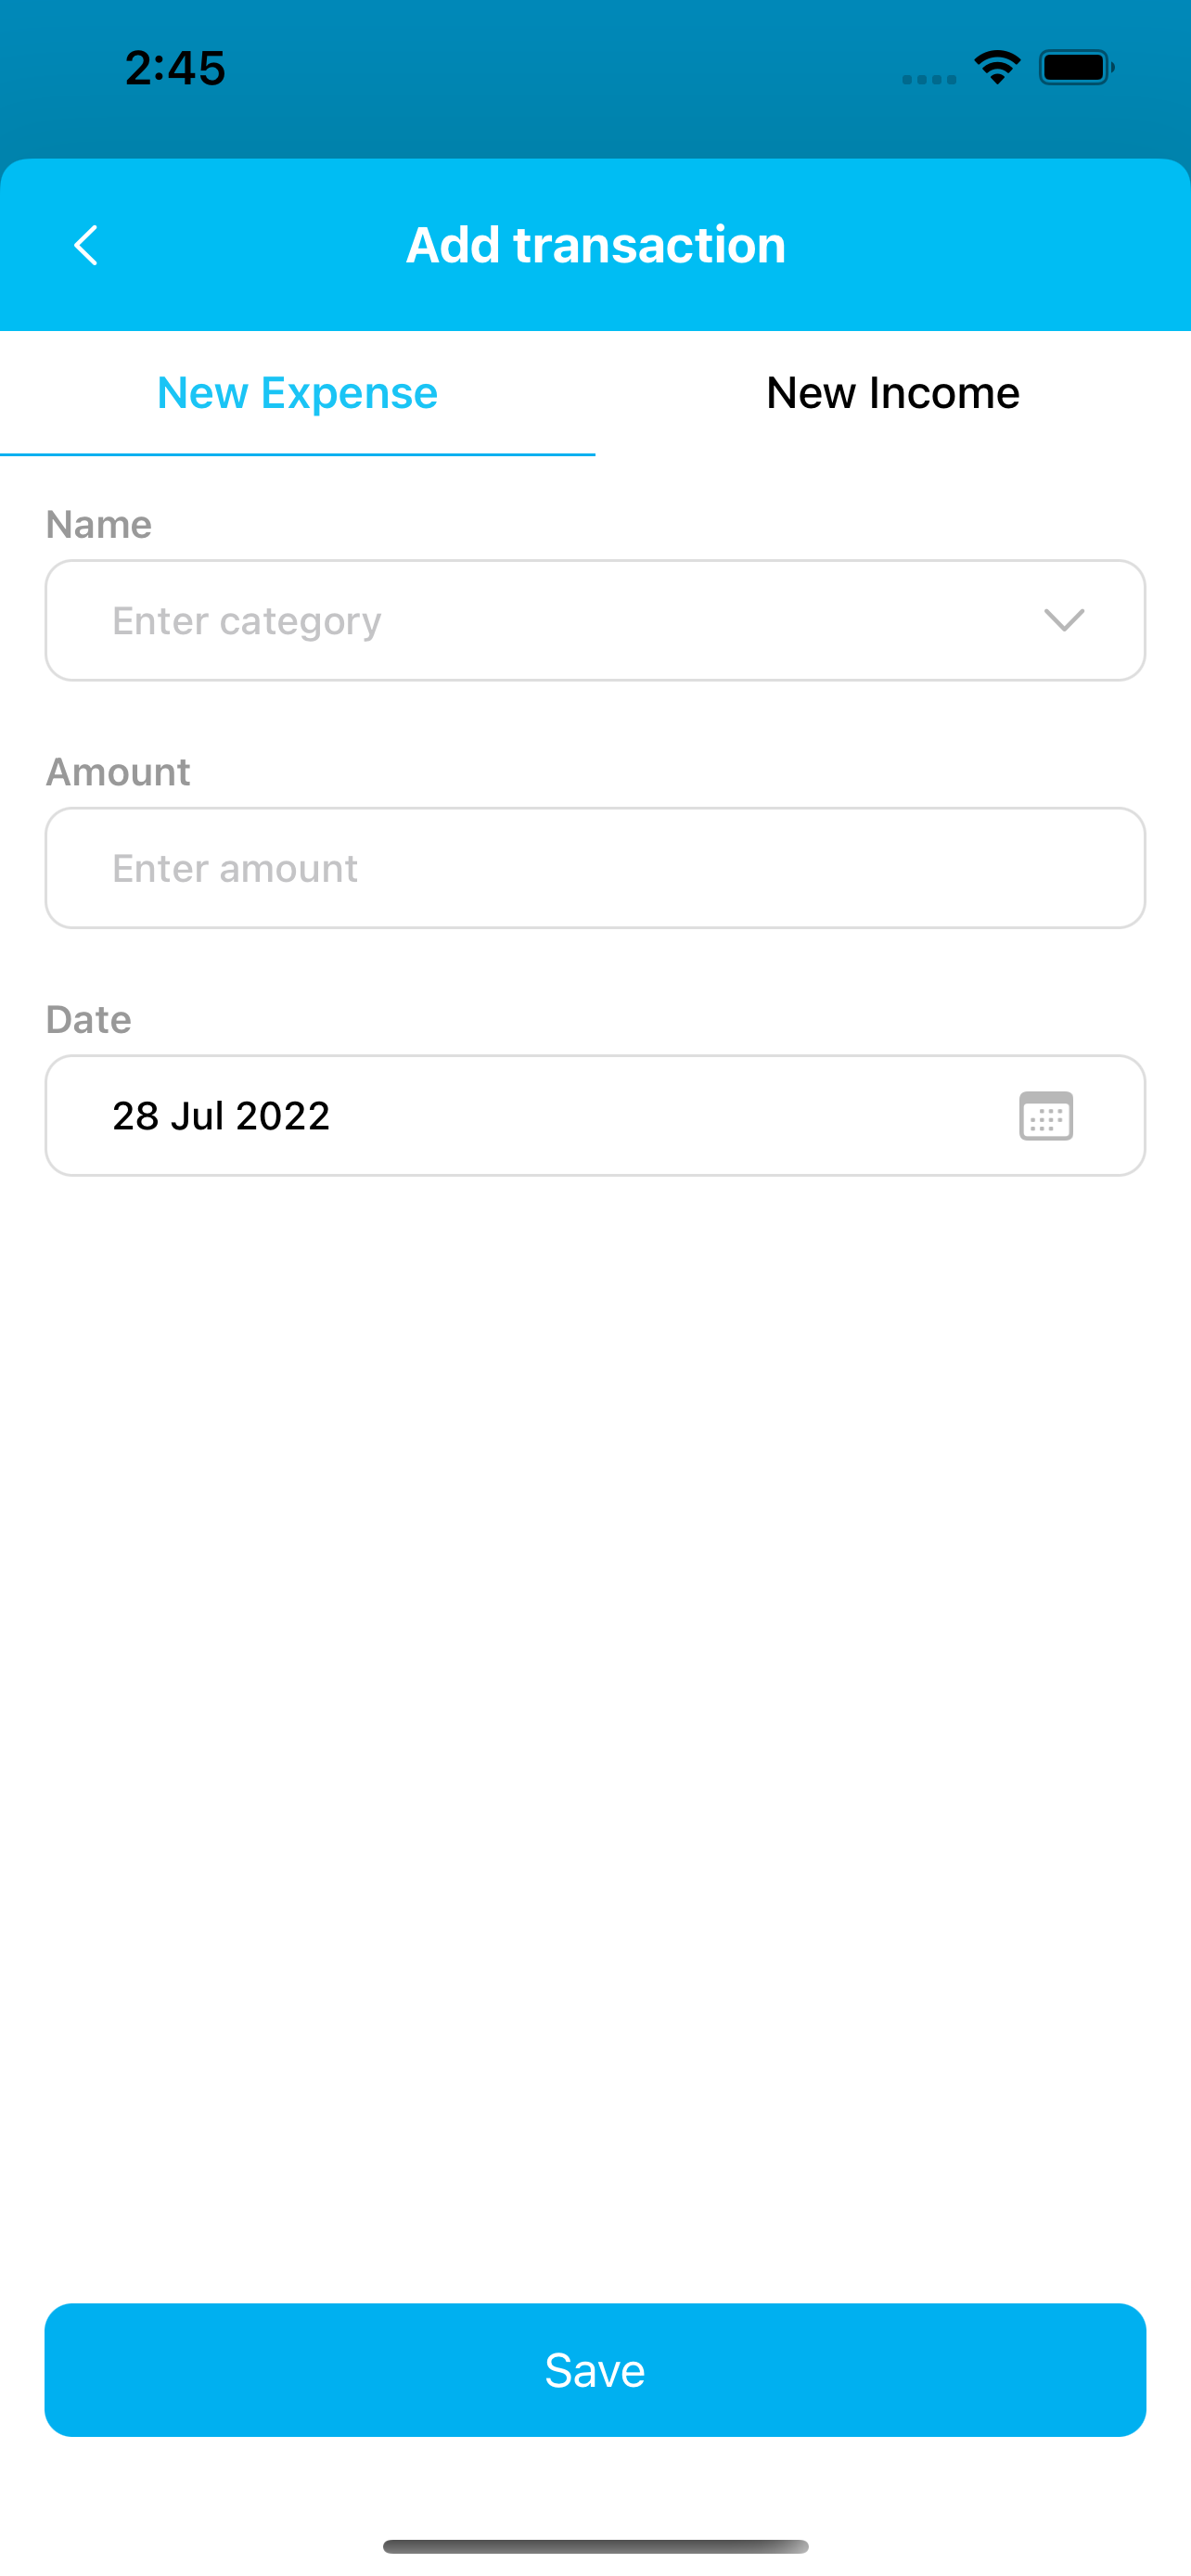 2:45
Add transaction
New Expense New Income
Name
Enter category
Amount
Enter amount
Date
28 Jul 2022
Save